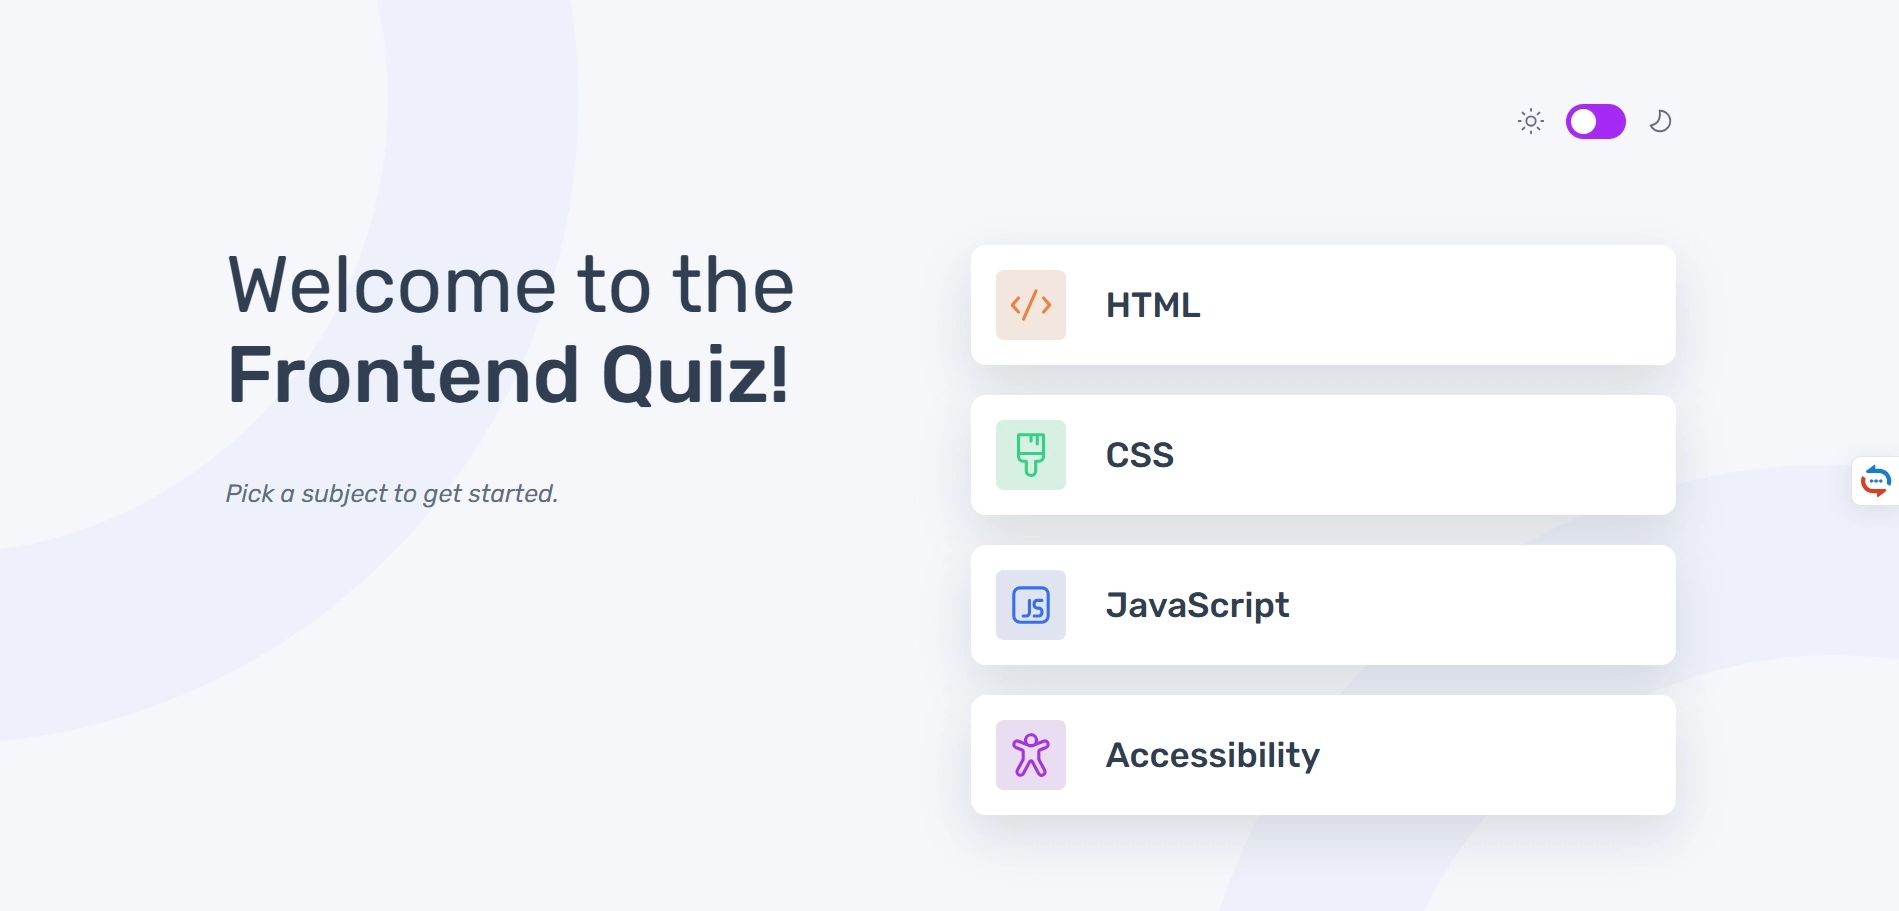 Welcome to the
Frontend Quiz!
Pick a subject to get started.
HTML
CSS
JS
JavaScript
Accessibility